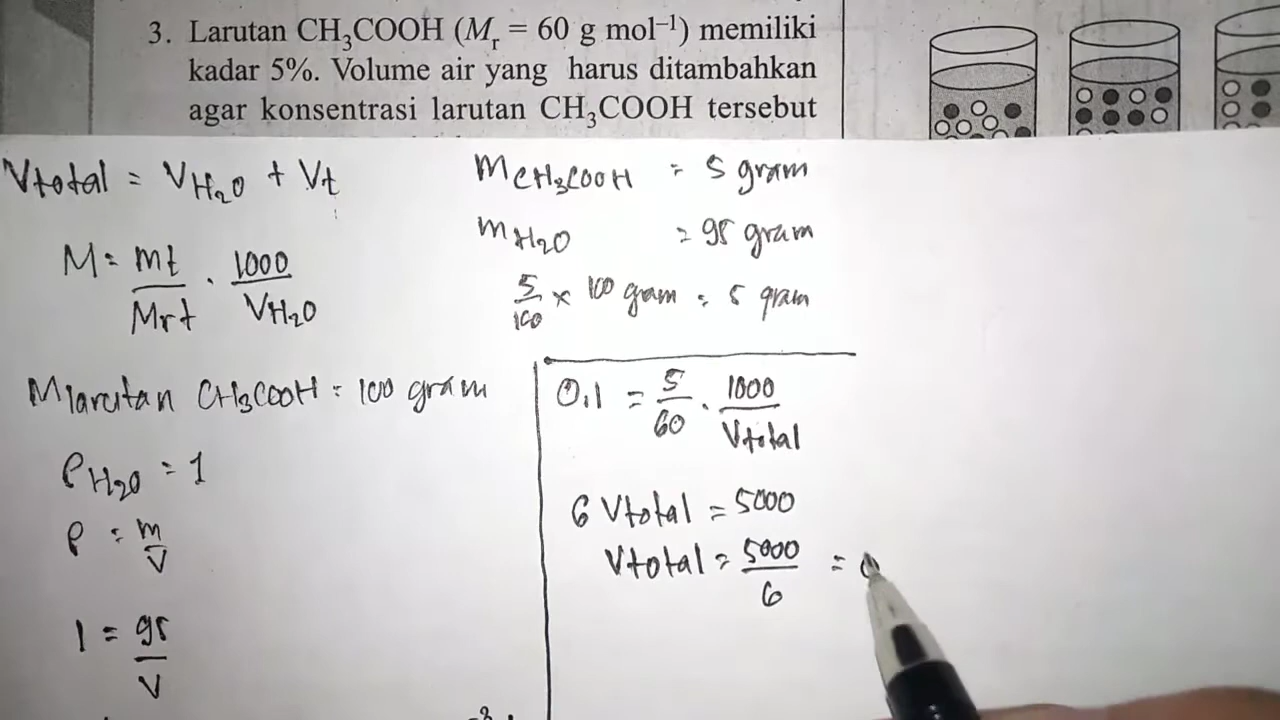 3. Larutan CH₃COOH (Mᵣ = 60 g mol⁻¹) memiliki
kadar 5%. Volume air yang harus ditambahkan
agar konsentrasi larutan CH₃COOH tersebut
Vtotal = VH₂O + Vt
M = mt/Mrt . 1000/VH₂O
Mlarutan CH₃COOH = 100 gram
ρH₂O = 1
ρ = m/V
1 = 95/V
mCH₃COOH = 5 gram
mH₂O = 95 gram
5/100 x 100 gram = 5 gram
0,1 = 5/60 . 1000/Vtotal
6 Vtotal = 5000
Vtotal = 5000/6 =